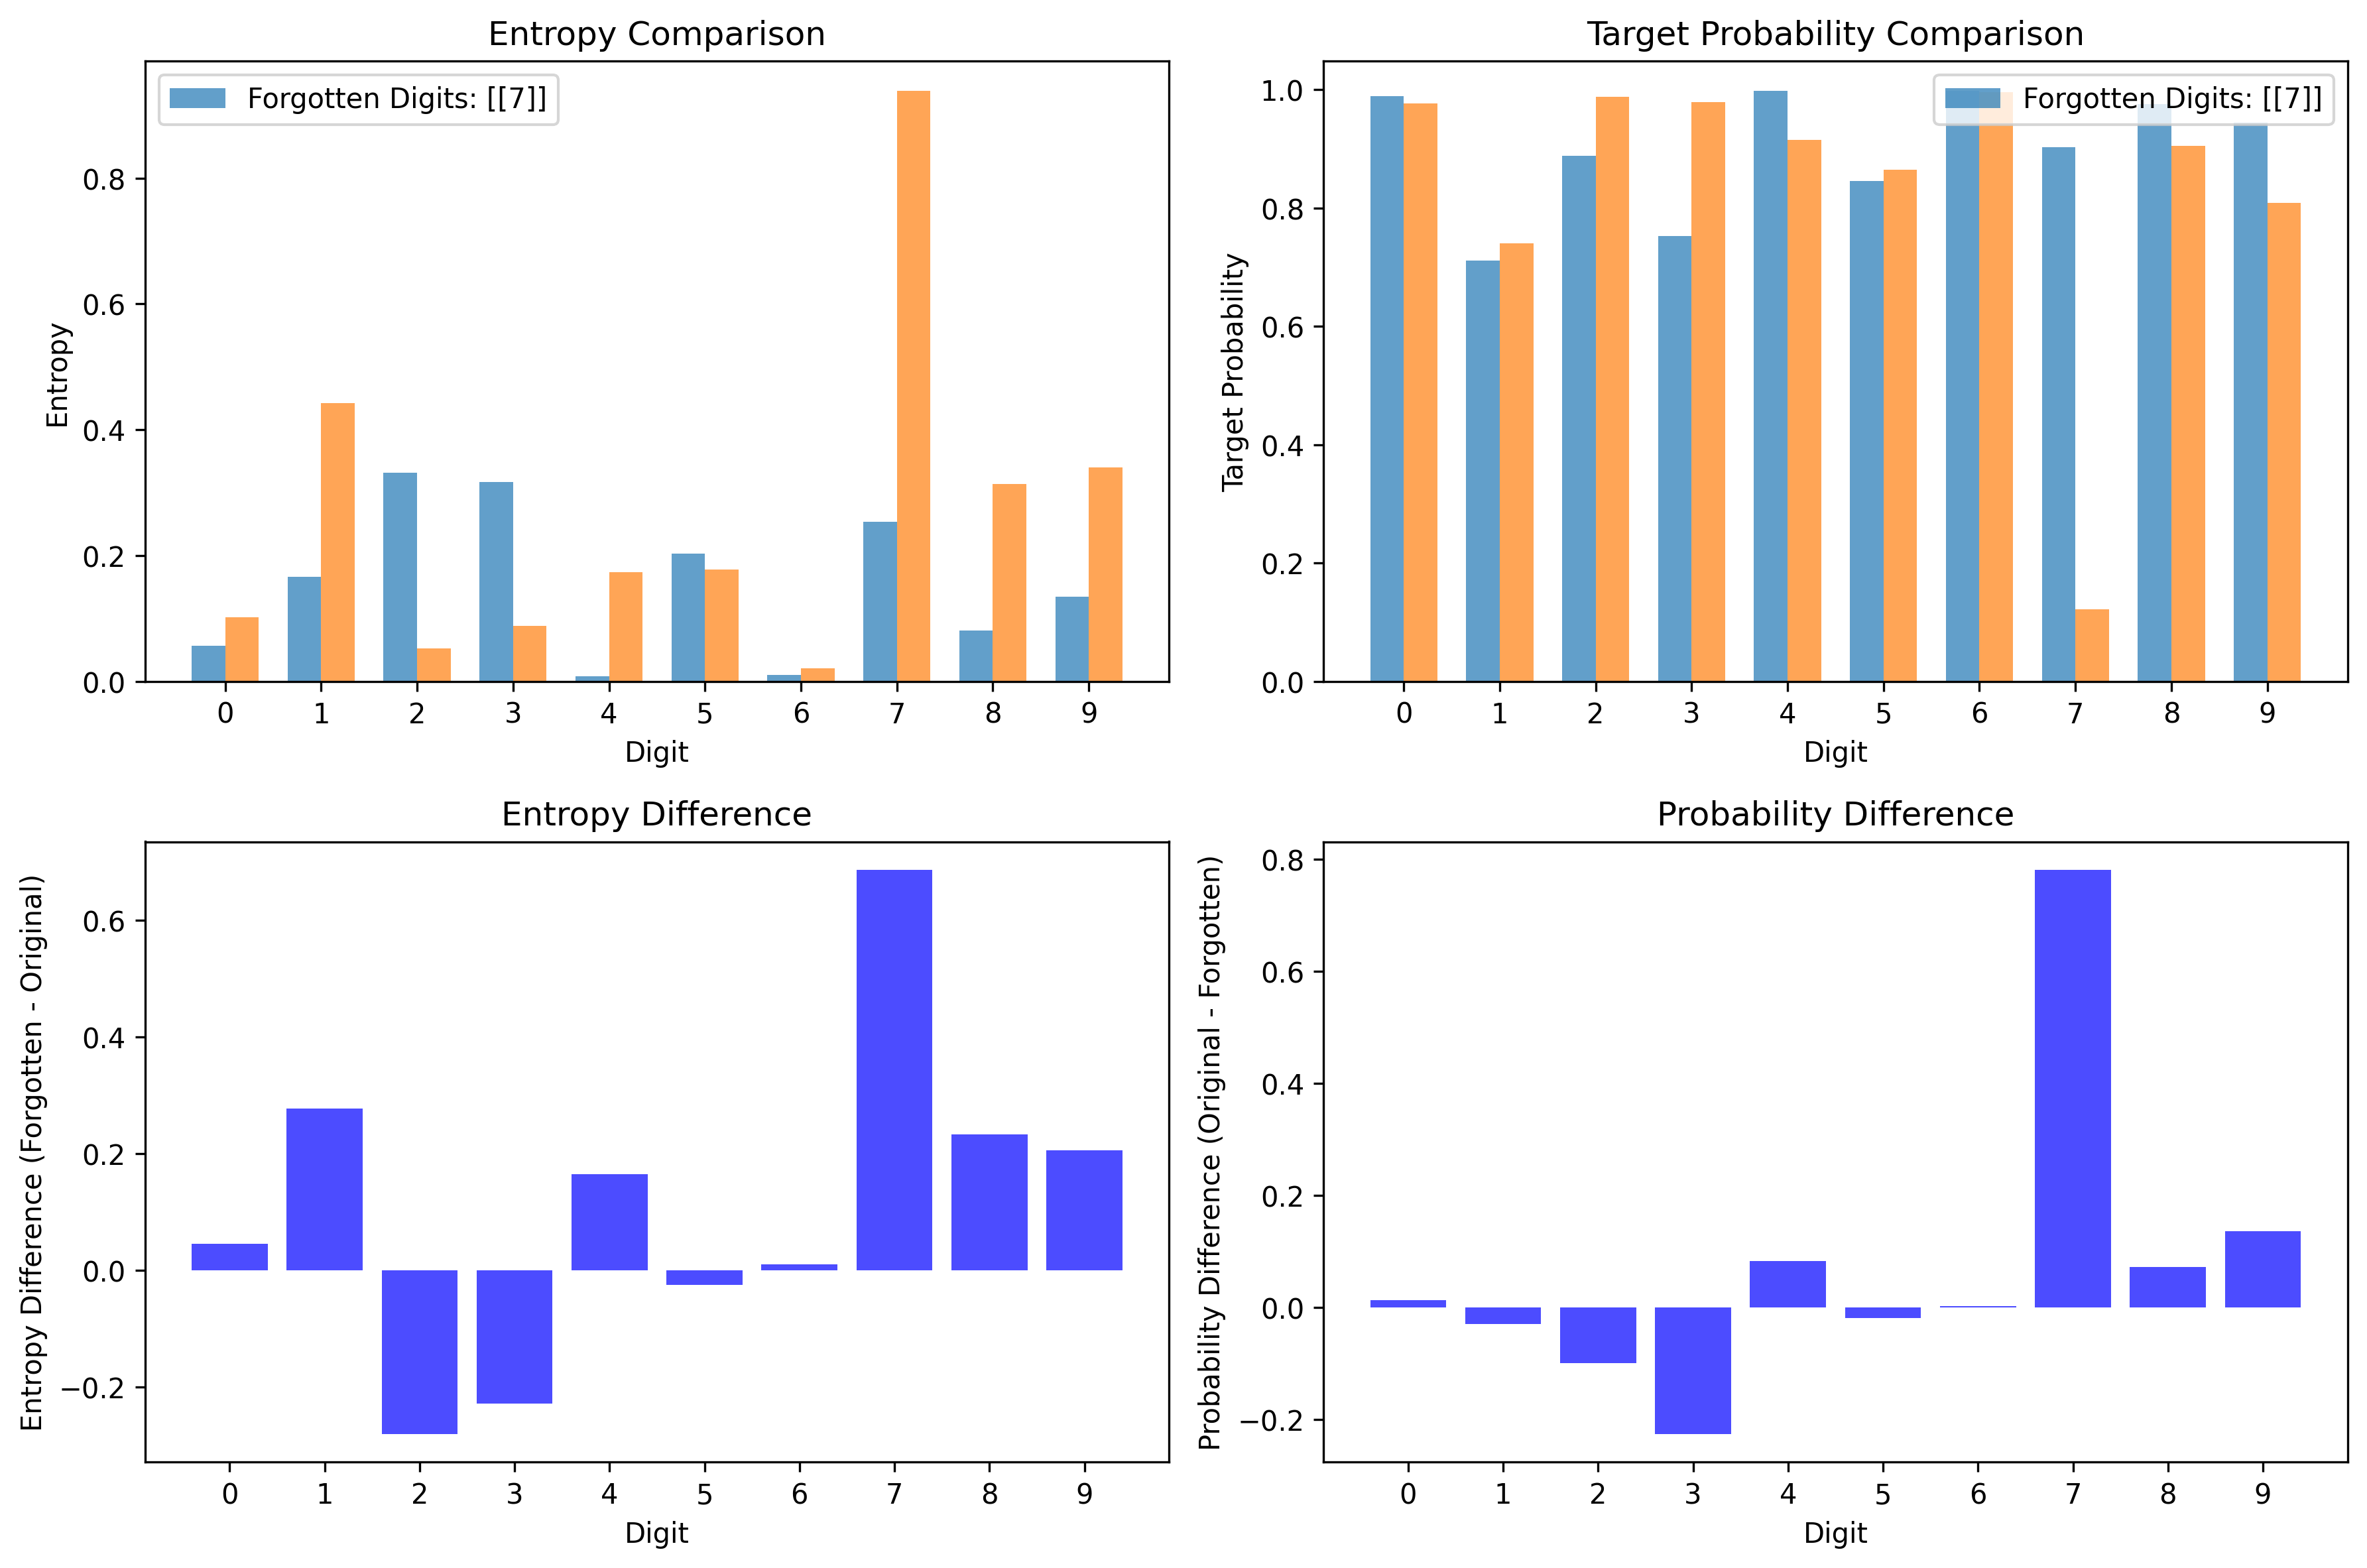 Entropy Comparison
Forgotten Digits: [[7]]
Entropy
0.8
0.6
0.4
0.2
0.0
0 1 2 3 4 5 6 7 8 9
Digit
Target Probability Comparison
Forgotten Digits: [[7]]
Target Probability
1.0
0.8
0.6
0.4
0.2
0.0
0 1 2 3 4 5 6 7 8 9
Digit
Entropy Difference
Entropy Difference (Forgotten - Original)
0.6
0.4
0.2
0.0
−0.2
0 1 2 3 4 5 6 7 8 9
Digit
Probability Difference
Probability Difference (Original - Forgotten)
0.8
0.6
0.4
0.2
0.0
−0.2
0 1 2 3 4 5 6 7 8 9
Digit